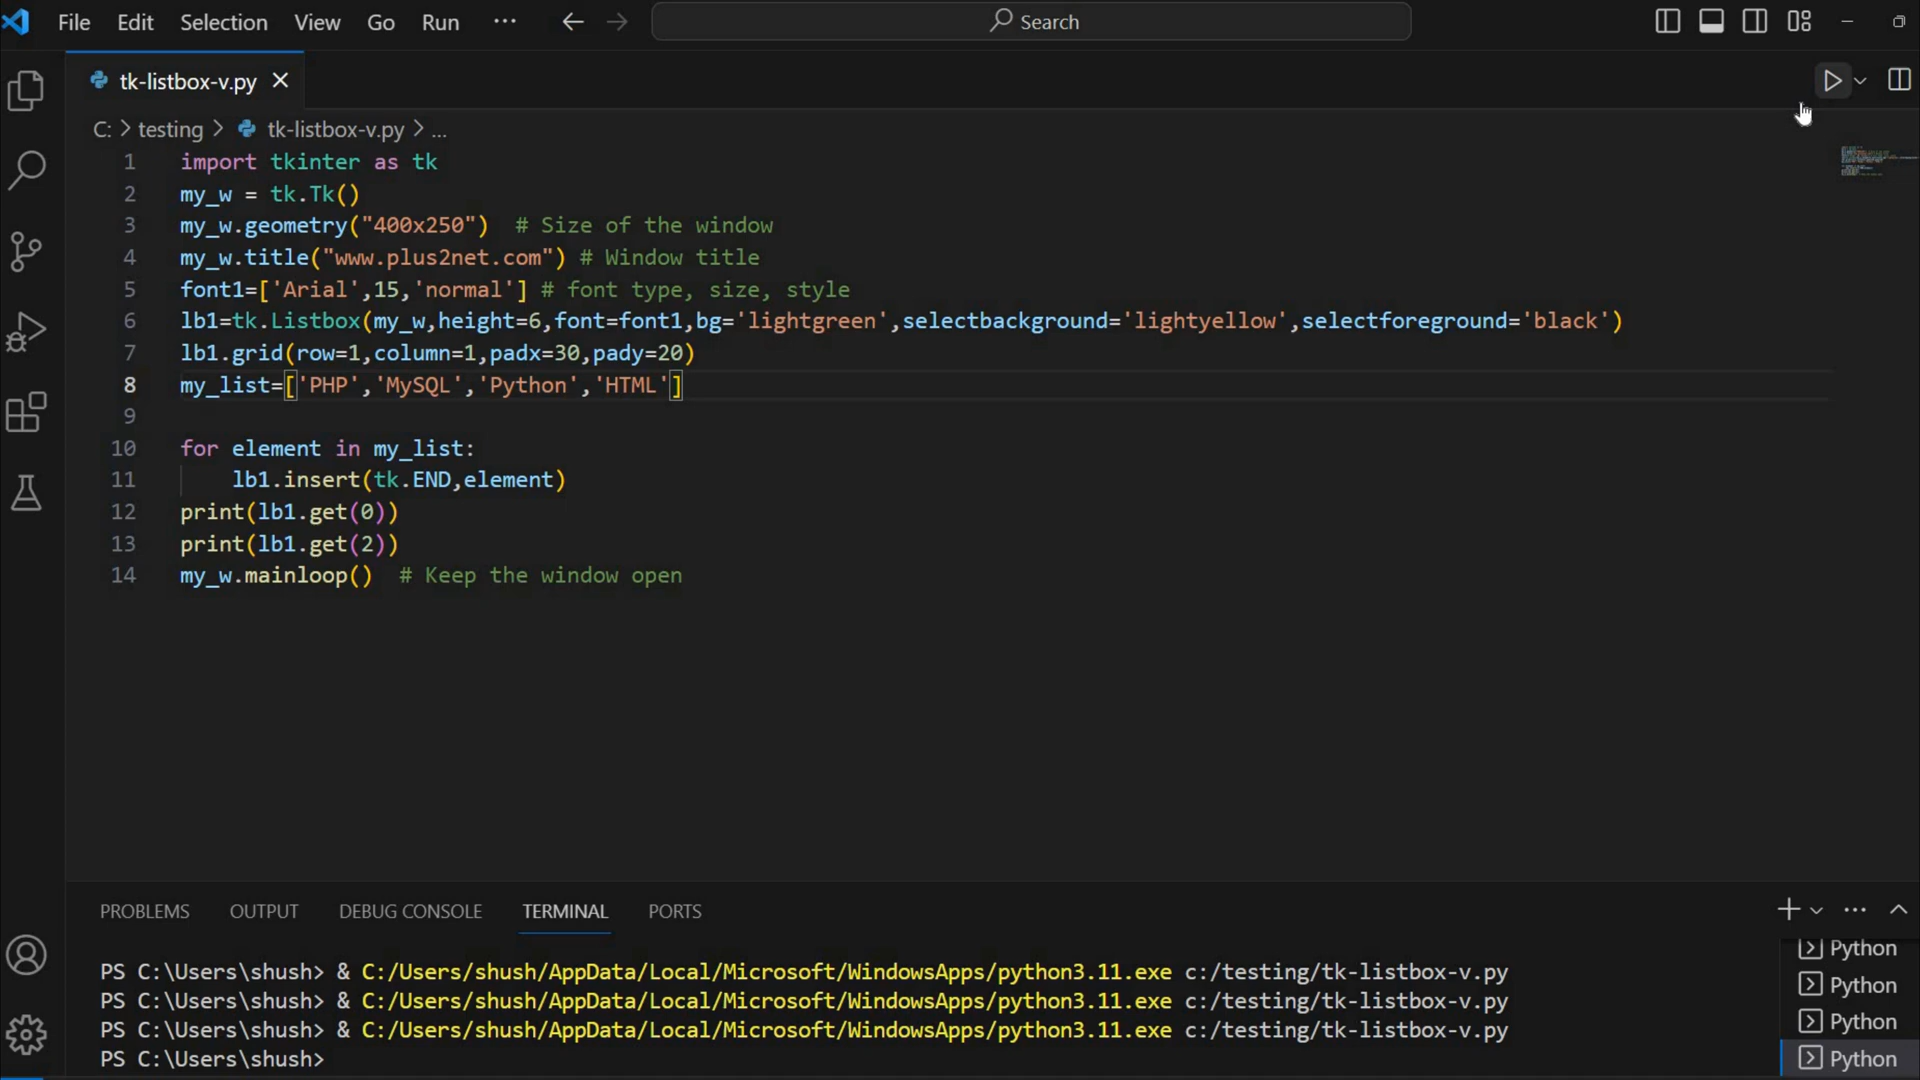 File Edit Selection View Go Run ··· Search
tk-listbox-v.py
C: > testing > tk-listbox-v.py > ...
1 import tkinter as tk
2 my_w = tk.Tk()
3 my_w.geometry("400x250")  # Size of the window
4 my_w.title("www.plus2net.com") # Window title
5 font1=['Arial',15,'normal'] # font type, size, style
6 lb1=tk.Listbox(my_w,height=6,font=font1,bg='lightgreen',selectbackground='lightyellow',selectforeground='black')
7 lb1.grid(row=1,column=1,padx=30,pady=20)
8 my_list=['PHP','MySQL','Python','HTML']
9
10 for element in my_list:
11     lb1.insert(tk.END,element)
12 print(lb1.get(0))
13 print(lb1.get(2))
14 my_w.mainloop()  # Keep the window open
PROBLEMS OUTPUT DEBUG CONSOLE TERMINAL PORTS
PS C:\Users\shush> & C:/Users/shush/AppData/Local/Microsoft/WindowsApps/python3.11.exe c:/testing/tk-listbox-v.py
PS C:\Users\shush> & C:/Users/shush/AppData/Local/Microsoft/WindowsApps/python3.11.exe c:/testing/tk-listbox-v.py
PS C:\Users\shush> & C:/Users/shush/AppData/Local/Microsoft/WindowsApps/python3.11.exe c:/testing/tk-listbox-v.py
PS C:\Users\shush>
Python
Python
Python
Python